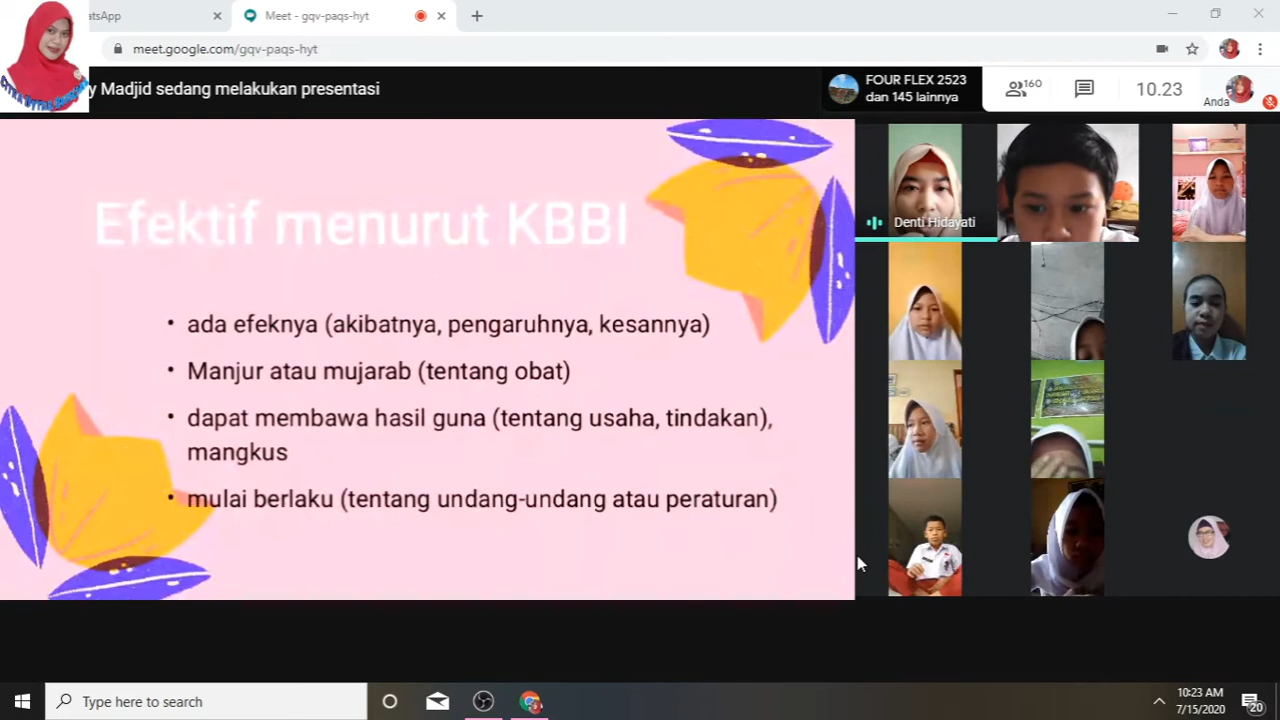 atsApp
Meet - gqv-paqs-hyt
meet.google.com/gqv-paqs-hyt
y Madjid sedang melakukan presentasi
FOUR FLEX 2523
dan 145 lainnya
160
10.23
Anda
Efektif menurut KBBI
Denti Hidayati
• ada efeknya (akibatnya, pengaruhnya, kesannya)
• Manjur atau mujarab (tentang obat)
• dapat membawa hasil guna (tentang usaha, tindakan),
mangkus
• mulai berlaku (tentang undang-undang atau peraturan)
Type here to search
10:23 AM
7/15/2020
20